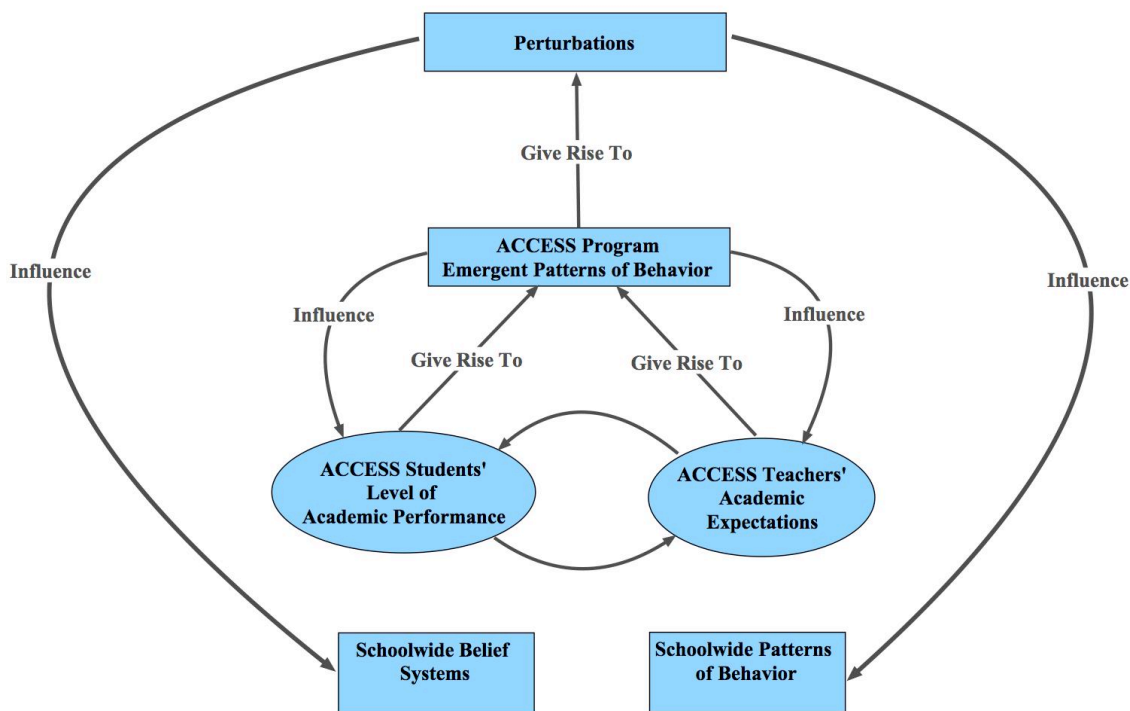 Perturbations
Give Rise To
ACCESS Program
Emergent Patterns of Behavior
Influence
Influence
Influence
Influence
Give Rise To
Give Rise To
ACCESS Students'
Level of
Academic Performance
ACCESS Teachers'
Academic
Expectations
Schoolwide Belief
Systems
Schoolwide Patterns
of Behavior